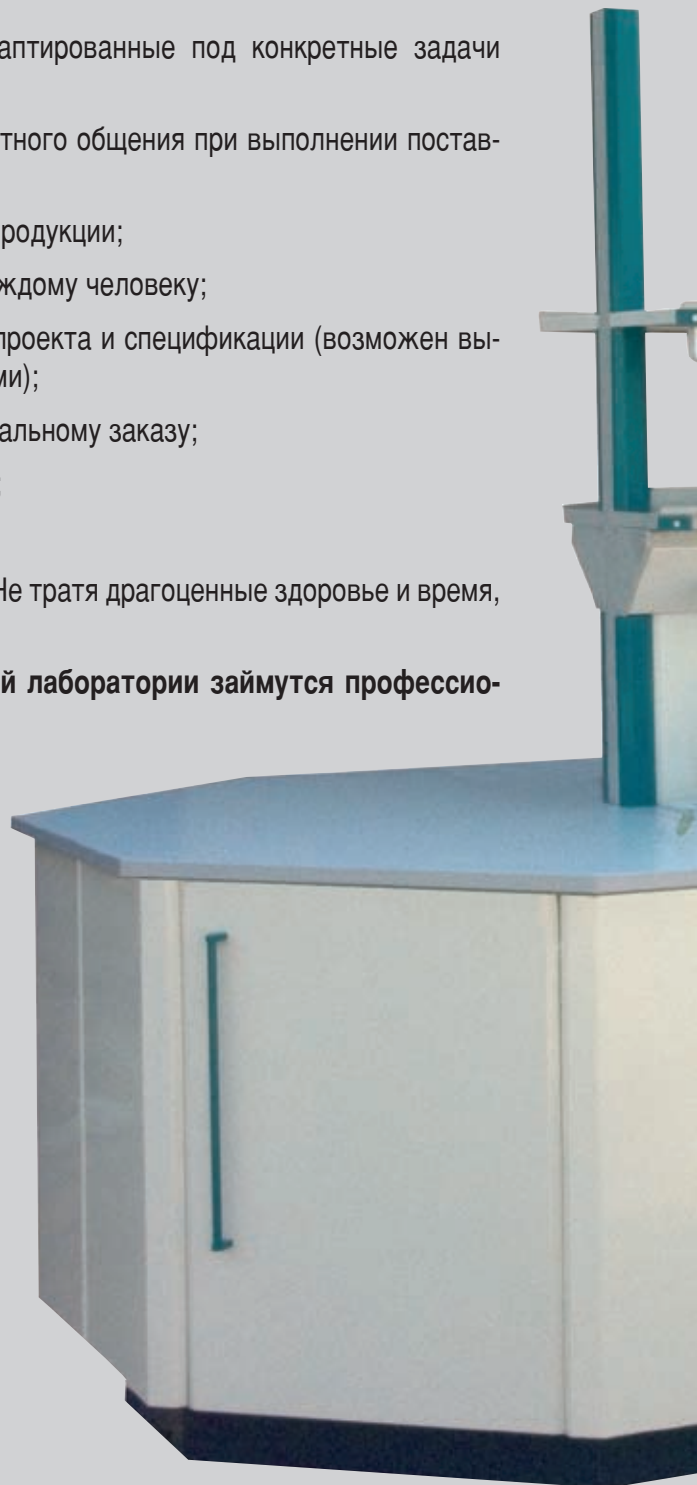 аптированные под конкретные задачи
тного общения при выполнении постав-
родукции;
ждому человеку;
проекта и спецификации (возможен вы-
ми);
альному заказу;
;
Не тратя драгоценные здоровье и время,
й лаборатории займутся профессио-